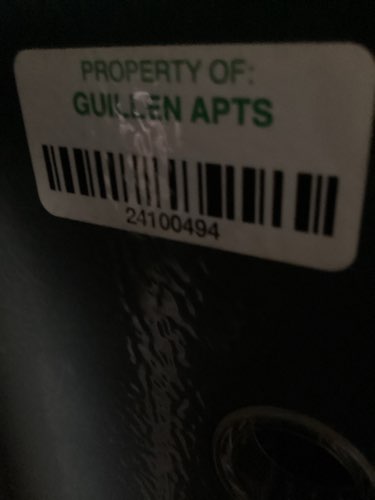 PROPERTY OF:
GUILLEN APTS
24100494